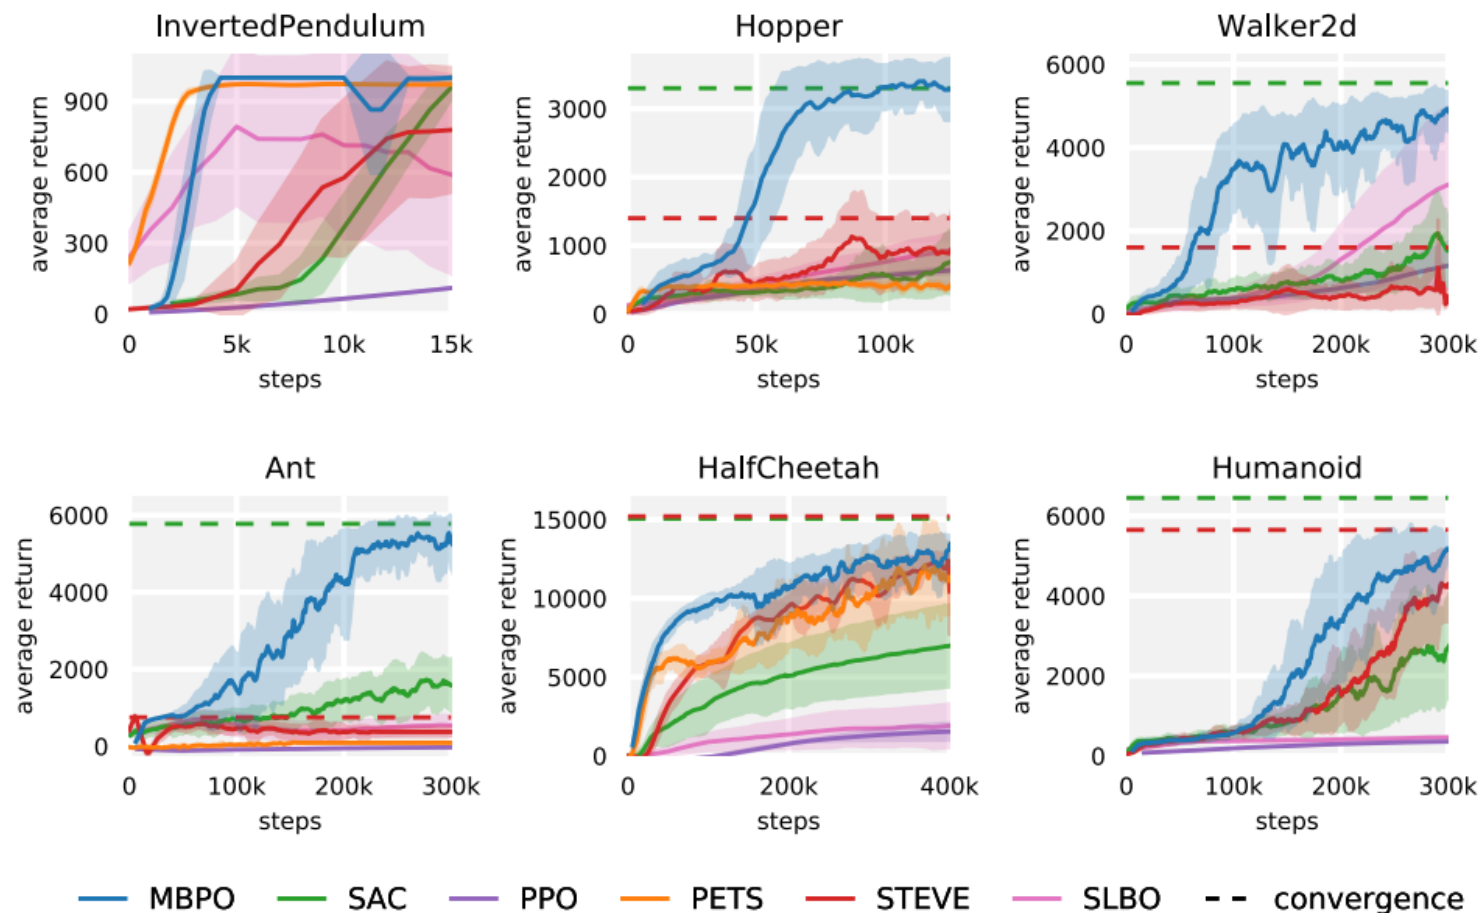 InvertedPendulum
average return
900
600
300
0
0 5k 10k 15k
steps
Hopper
average return
3000
2000
1000
0
0 50k 100k
steps
Walker2d
average return
6000
4000
2000
0
0 100k 200k 300k
steps
Ant
average return
6000
4000
2000
0
0 100k 200k 300k
steps
HalfCheetah
average return
15000
10000
5000
0
0 200k 400k
steps
Humanoid
average return
6000
4000
2000
0
0 100k 200k 300k
steps
MBPO SAC PPO PETS STEVE SLBO convergence